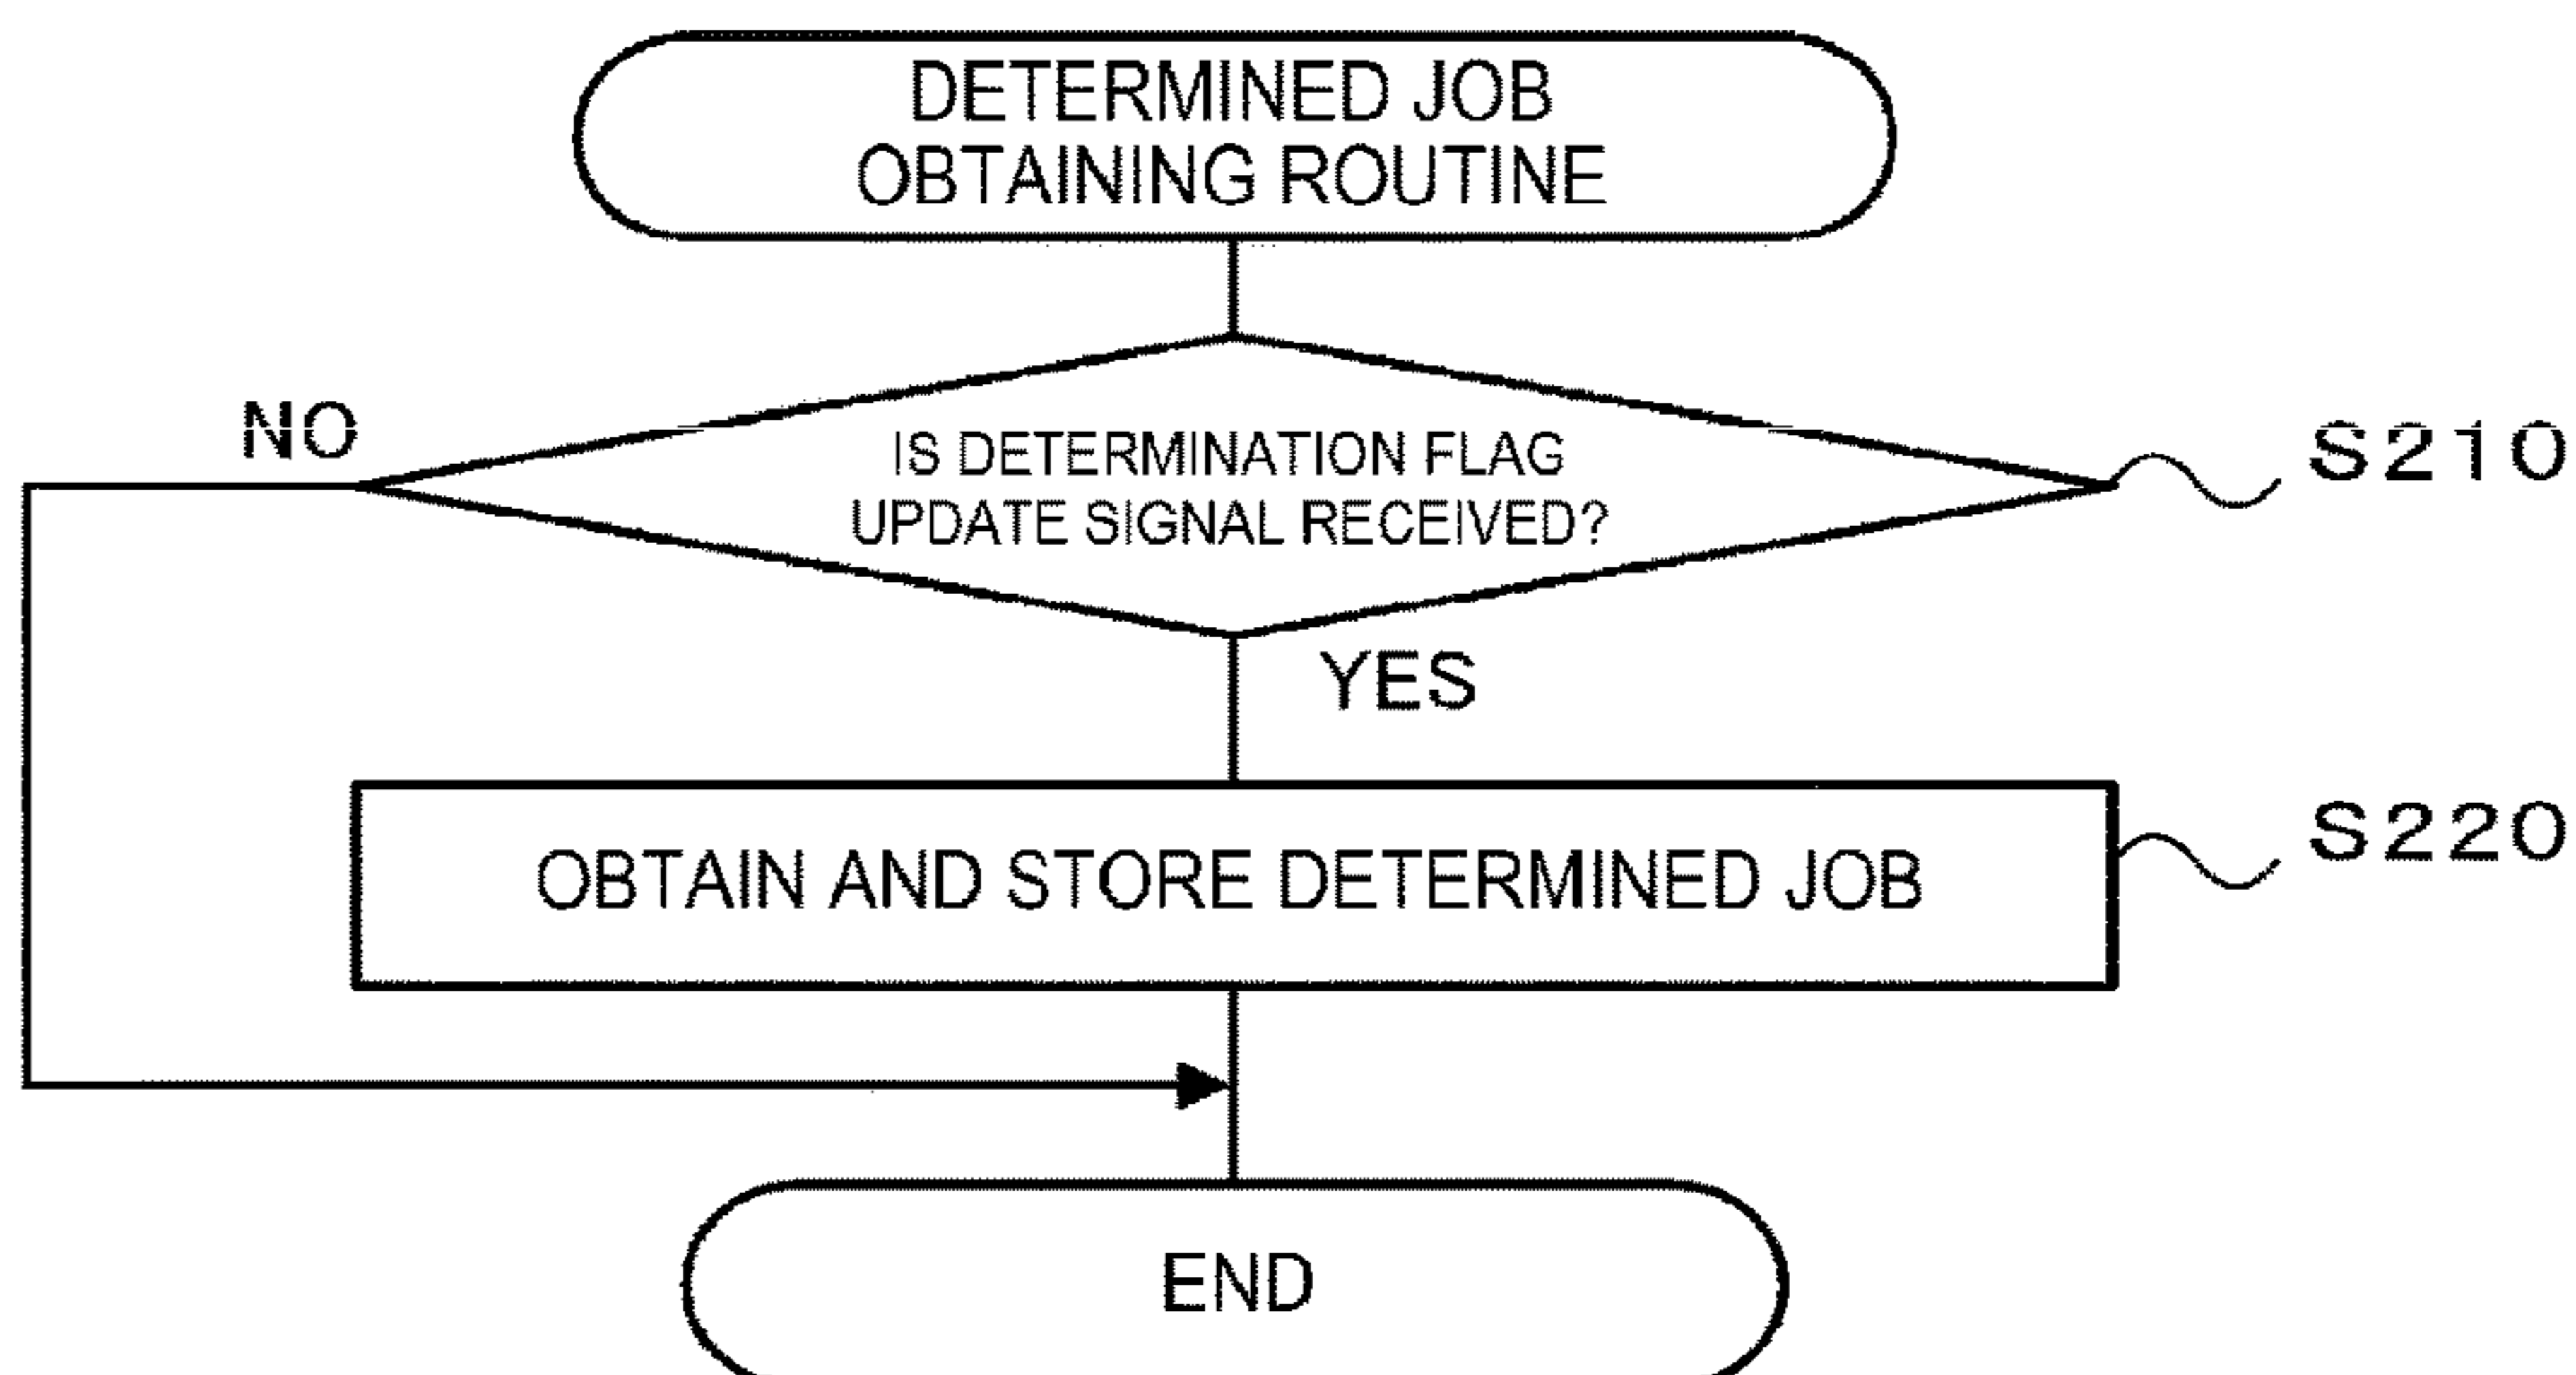 DETERMINED JOB
OBTAINING ROUTINE
NO
IS DETERMINATION FLAG
UPDATE SIGNAL RECEIVED?
S210
YES
OBTAIN AND STORE DETERMINED JOB
S220
END